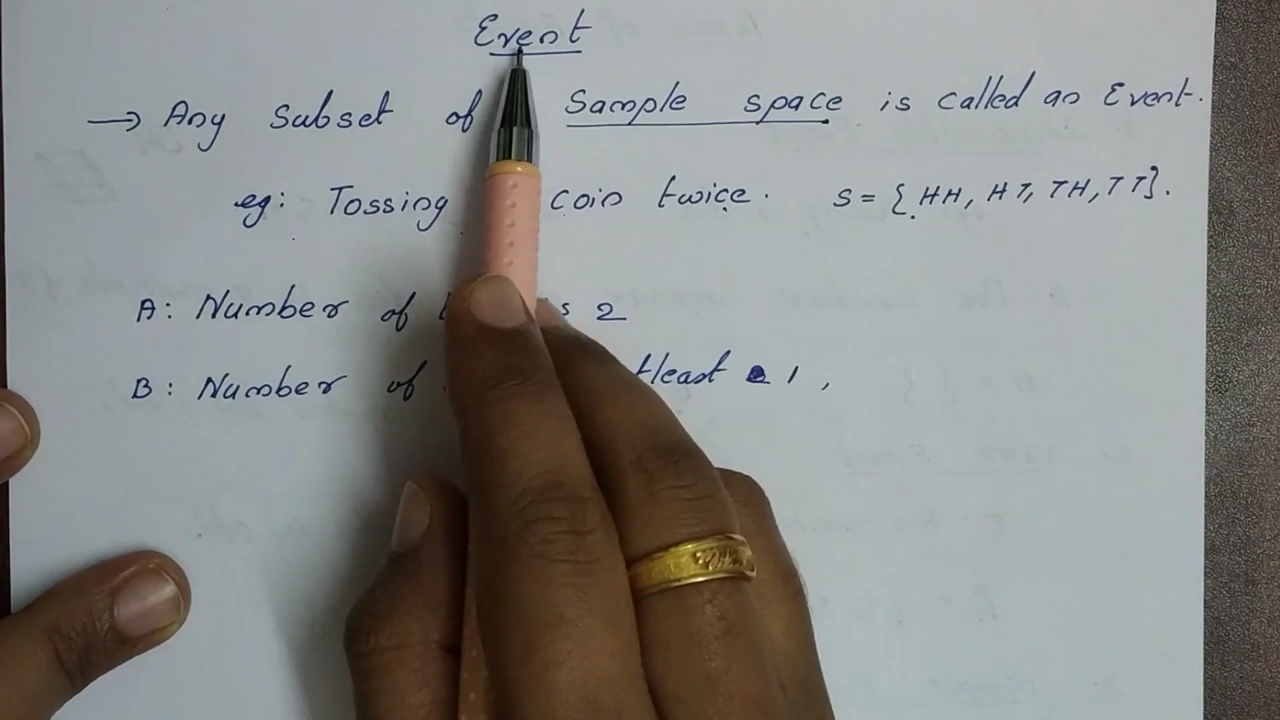 Event
→ Any Subset of Sample space is called an Event.
eg: Tossing coin twice. S = { HH, HT, TH, TT }.
A: Number of 2
B: Number of 1,